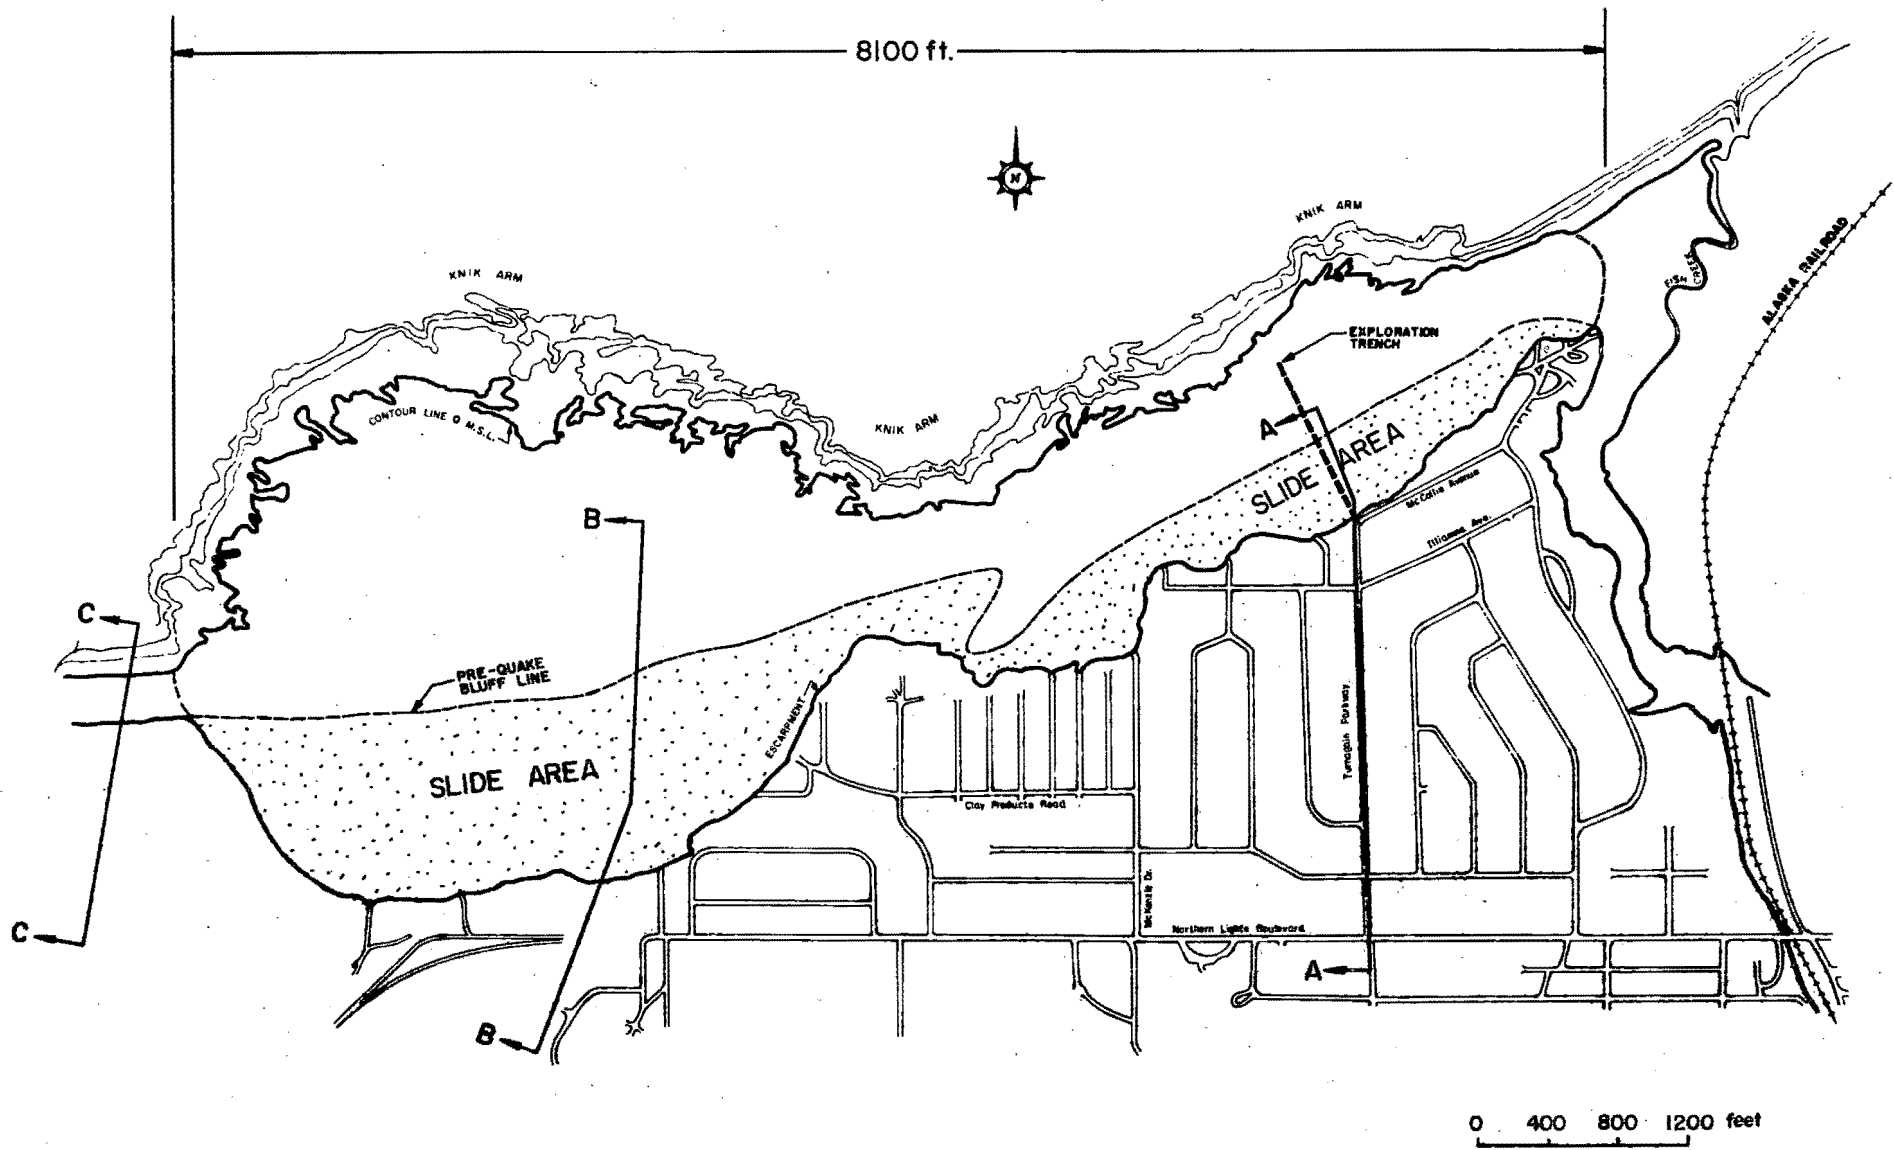 8100 ft.
N
KNIK ARM
KNIK ARM
KNIK ARM
ALASKA RAILROAD
FISH
CREEK
EXPLORATION
TRENCH
CONTOUR LINE 0 M.S.L.
A
SLIDE AREA
McCollie Avenue
Illiamna Ave.
B
C
PRE-QUAKE
BLUFF LINE
ESCARPMENT
SLIDE AREA
Turnagain Parkway
Clay Products Road
McKenzie Dr.
Northern Lights Boulevard
C
A
B
0 400 800 1200 feet